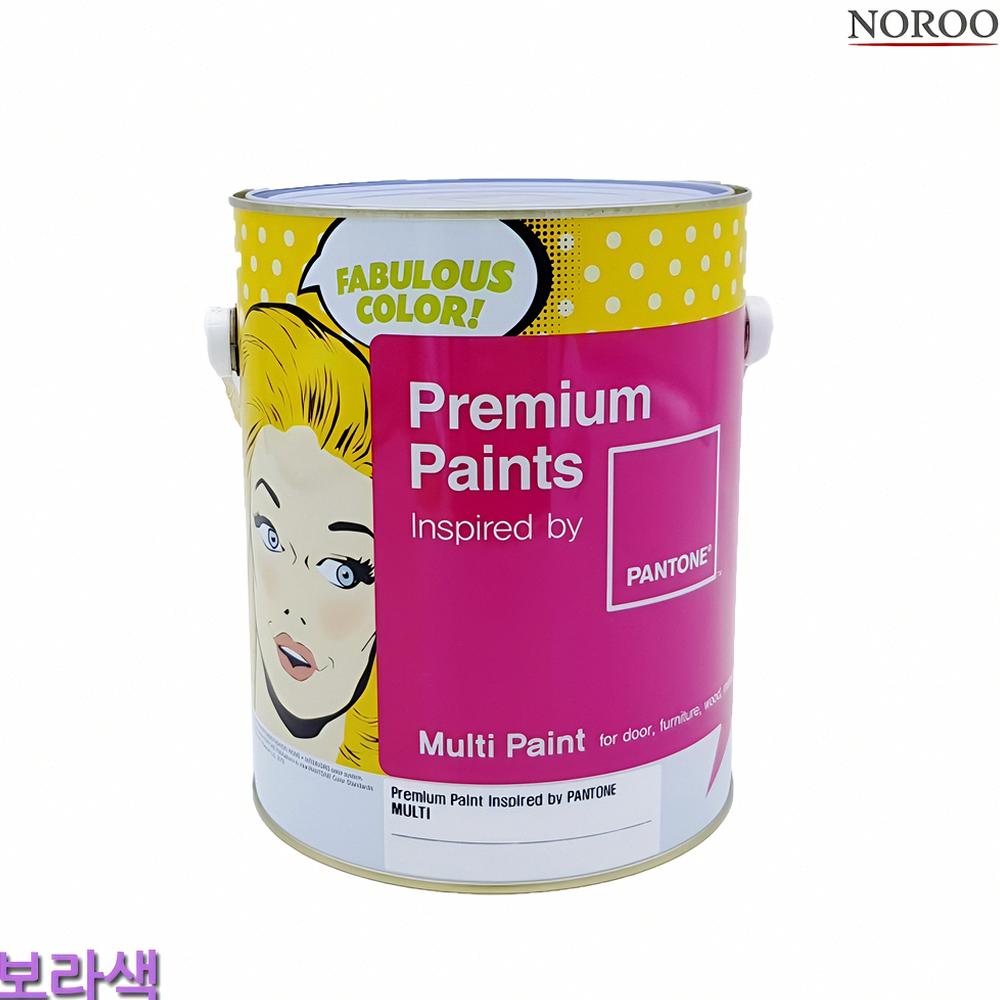 NOROO
FABULOUS
COLOR!
Premium
Paints
Inspired by
PANTONE®
™
Multi Paint for door, furniture, wood,
Premium Paint Inspired by PANTONE
MULTI
보라색